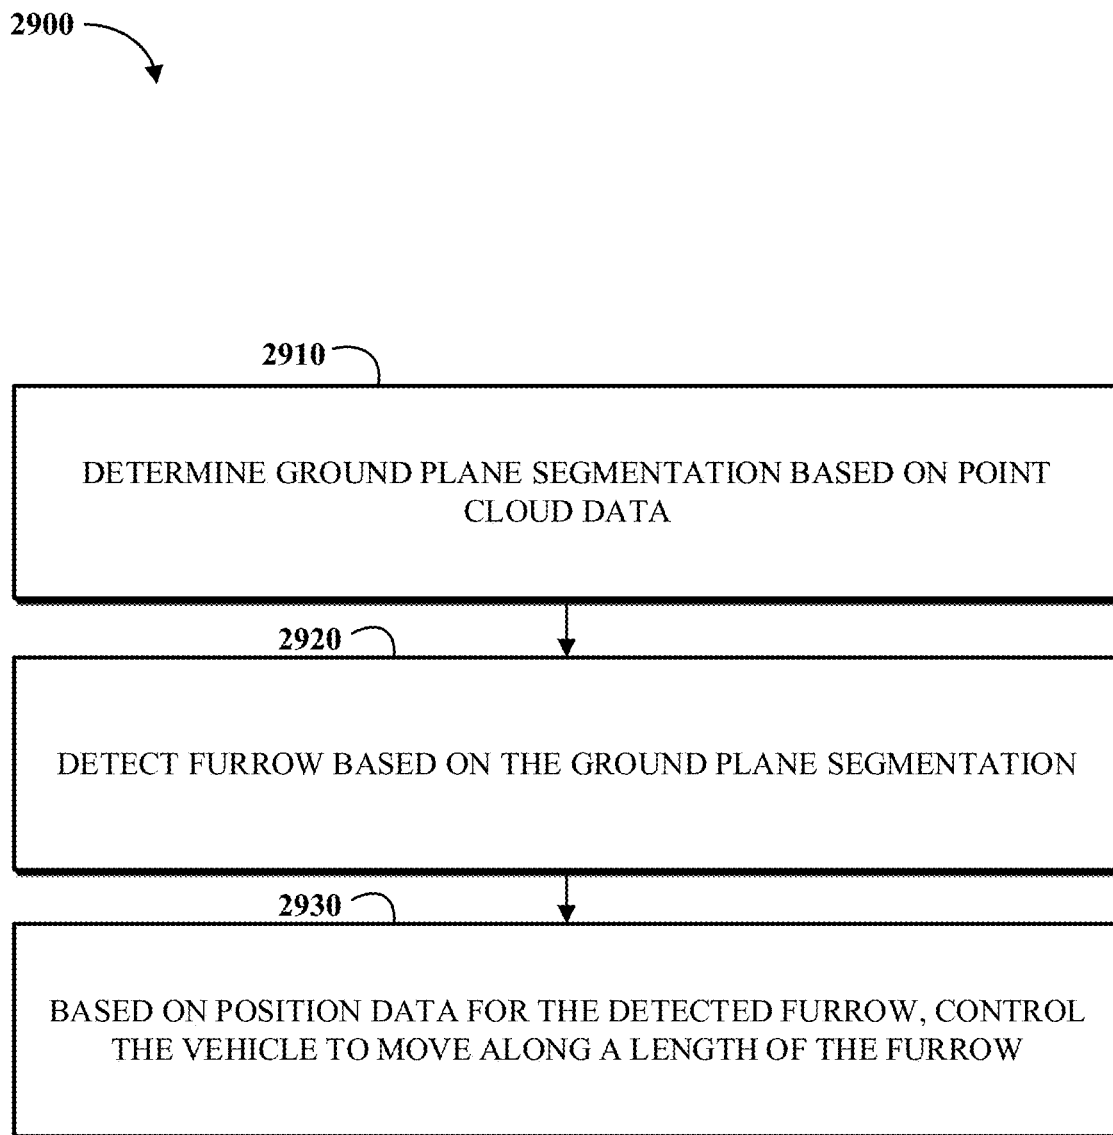 2900
2910
DETERMINE GROUND PLANE SEGMENTATION BASED ON POINT
CLOUD DATA
2920
DETECT FURROW BASED ON THE GROUND PLANE SEGMENTATION
2930
BASED ON POSITION DATA FOR THE DETECTED FURROW, CONTROL
THE VEHICLE TO MOVE ALONG A LENGTH OF THE FURROW